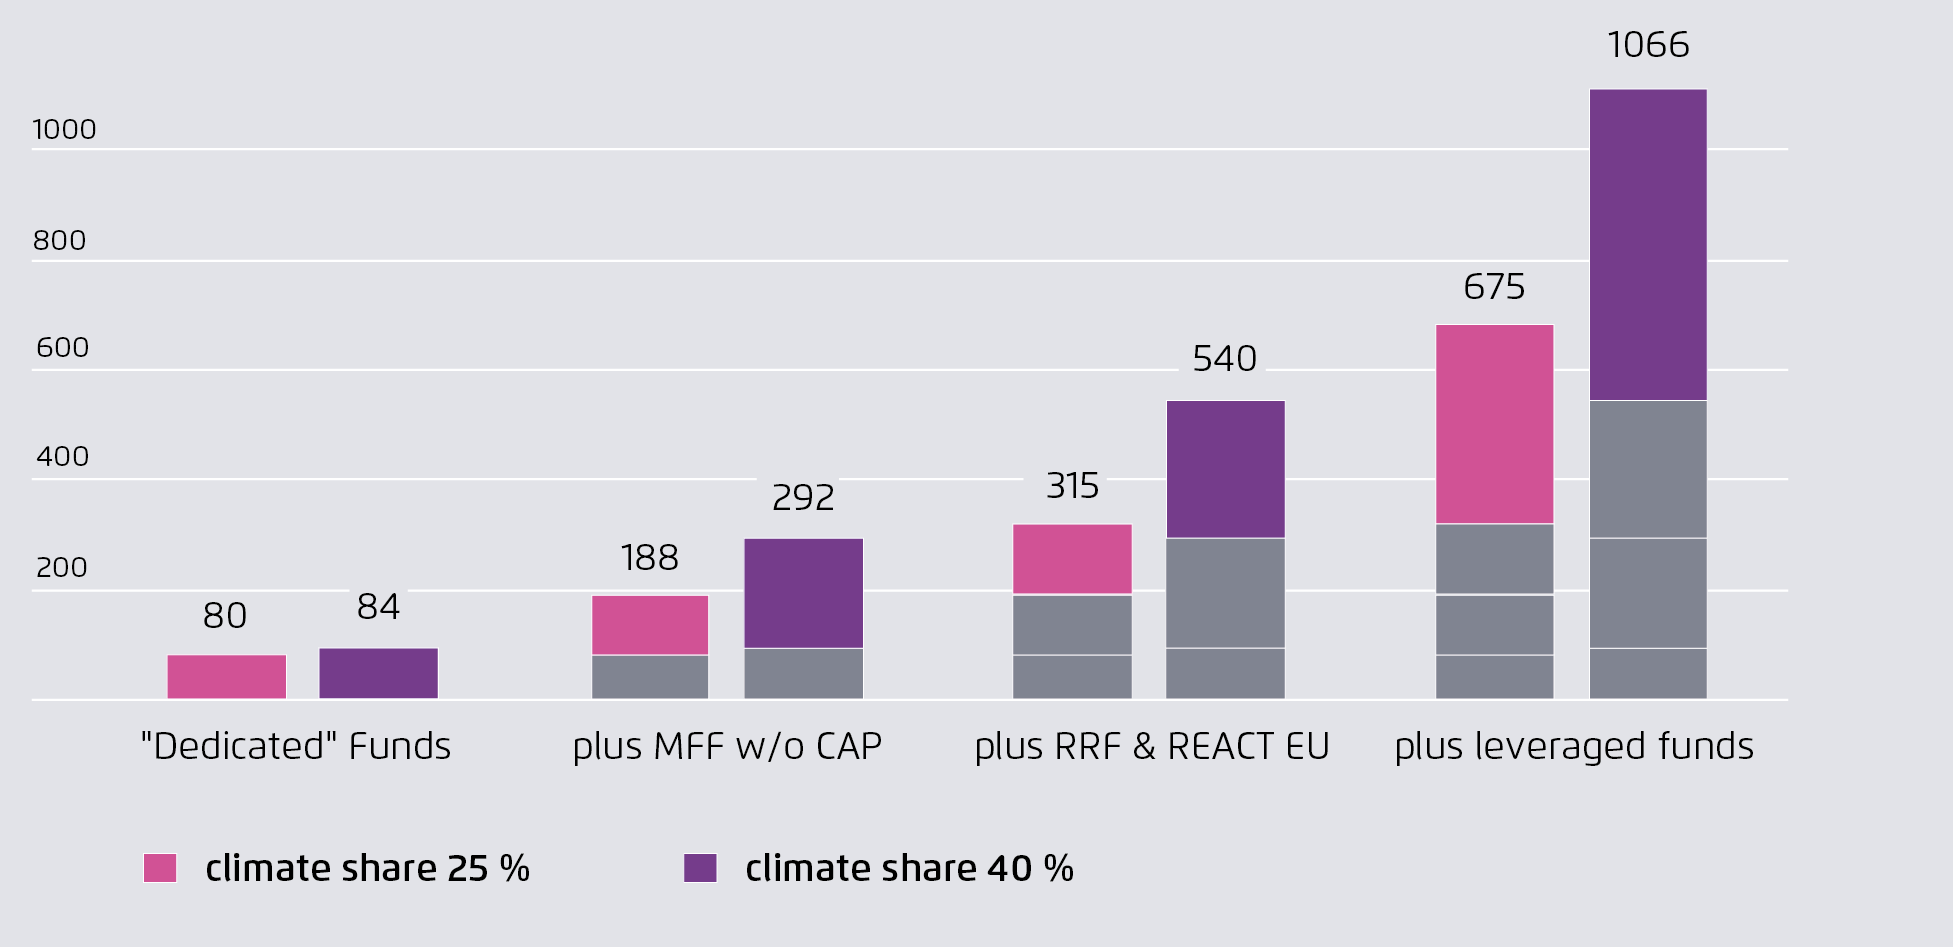 1066
1000
800
675
600
540
400
315
292
200
188
80
84
"Dedicated" Funds
plus MFF w/o CAP
plus RRF & REACT EU
plus leveraged funds
climate share 25 %
climate share 40 %